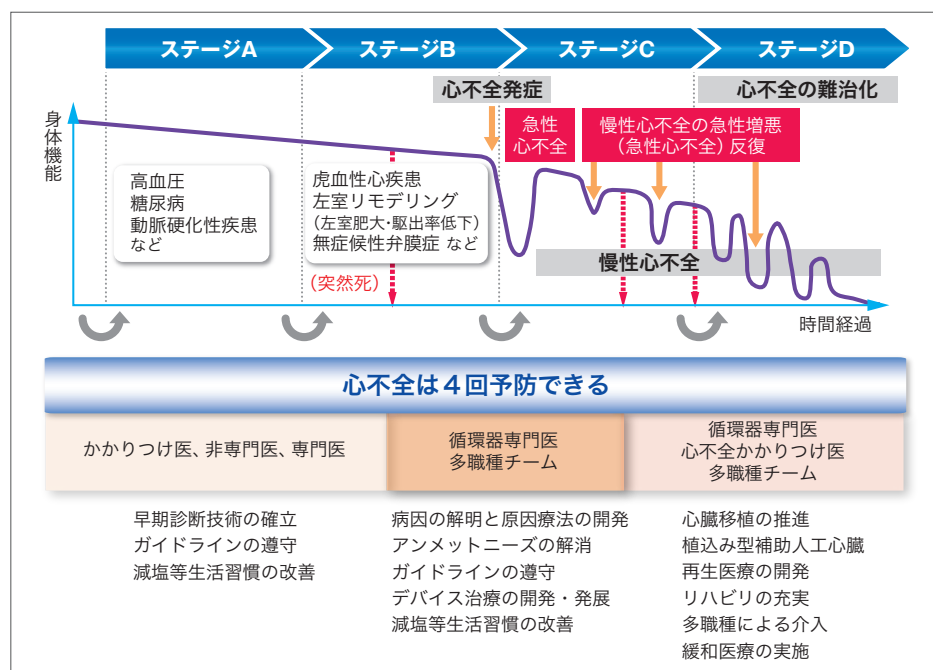 ステージA
ステージB
ステージC
ステージD
心不全発症
心不全の難治化
身体機能
急性
心不全
慢性心不全の急性増悪
(急性心不全)反復
高血圧
糖尿病
動脈硬化性疾患
など
虚血性心疾患
左室リモデリング
(左室肥大・駆出率低下)
無症候性弁膜症 など
慢性心不全
(突然死)
時間経過
心不全は4回予防できる
かかりつけ医、非専門医、専門医
循環器専門医
多職種チーム
循環器専門医
心不全かかりつけ医
多職種チーム
早期診断技術の確立
ガイドラインの遵守
減塩等生活習慣の改善
病因の解明と原因療法の開発
アンメットニーズの解消
ガイドラインの遵守
デバイス治療の開発・発展
減塩等生活習慣の改善
心臓移植の推進
植込み型補助人工心臓
再生医療の開発
リハビリの充実
多職種による介入
緩和医療の実施